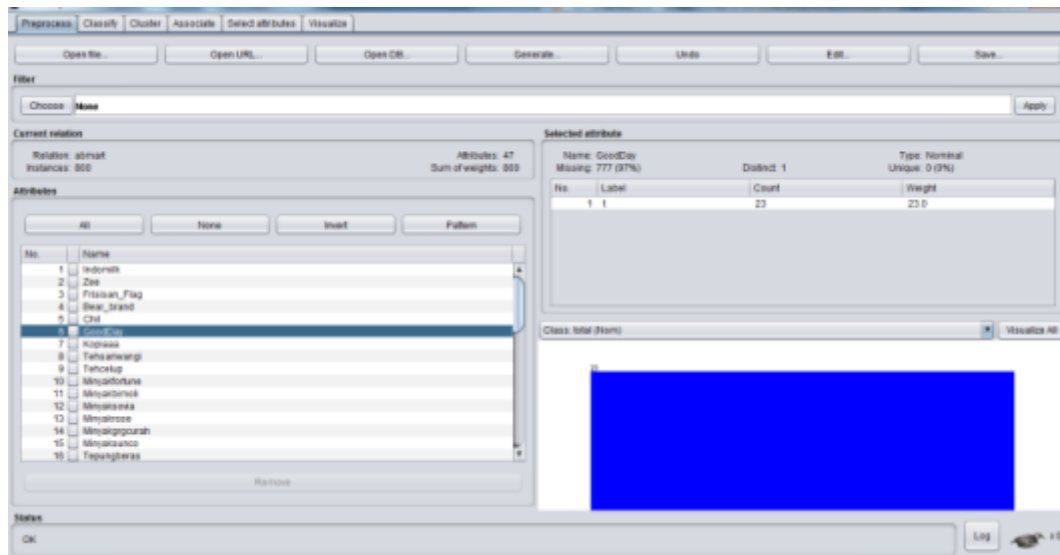 Preprocess Classify Cluster Associate Select attributes Visualize
Open file... Open URL... Open DB... Generate... Undo Edit... Save...
Filter
Choose None Apply
Current relation
Relation: abmart Attributes: 47
Instances: 800 Sum of weights: 800
Attributes
All None Invert Pattern
No. Name
1 Indomilk
2 Zee
3 Frisisan_Flag
4 Bear_brand
5 Chil
6 GoodDay
7 Kopiaaa
8 Tehsariwangi
9 Tehcelup
10 Minyakfortune
11 Minyakbimoli
12 Minyaksovia
13 Minyakrose
14
15 Minyaksanco
16 Tepungberas
Remove
Selected attribute
Name: GoodDay Type: Nominal
Missing: 777 (97%) Distinct: 1 Unique: 0 (0%)
No. Label Count Weight
1 t 23 23.0
Class: total (Nom) Visualize All
23
Status
OK Log